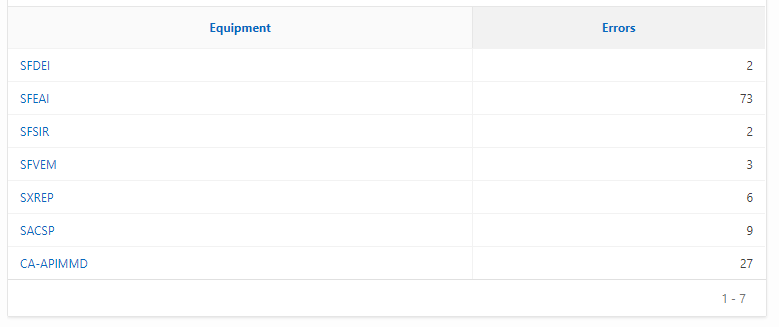 Equipment Errors
SFDEI 2
SFEAI 73
SFSIR 2
SFVEM 3
SXREP 6
SACSP 9
CA-APIMMD 27
1 - 7